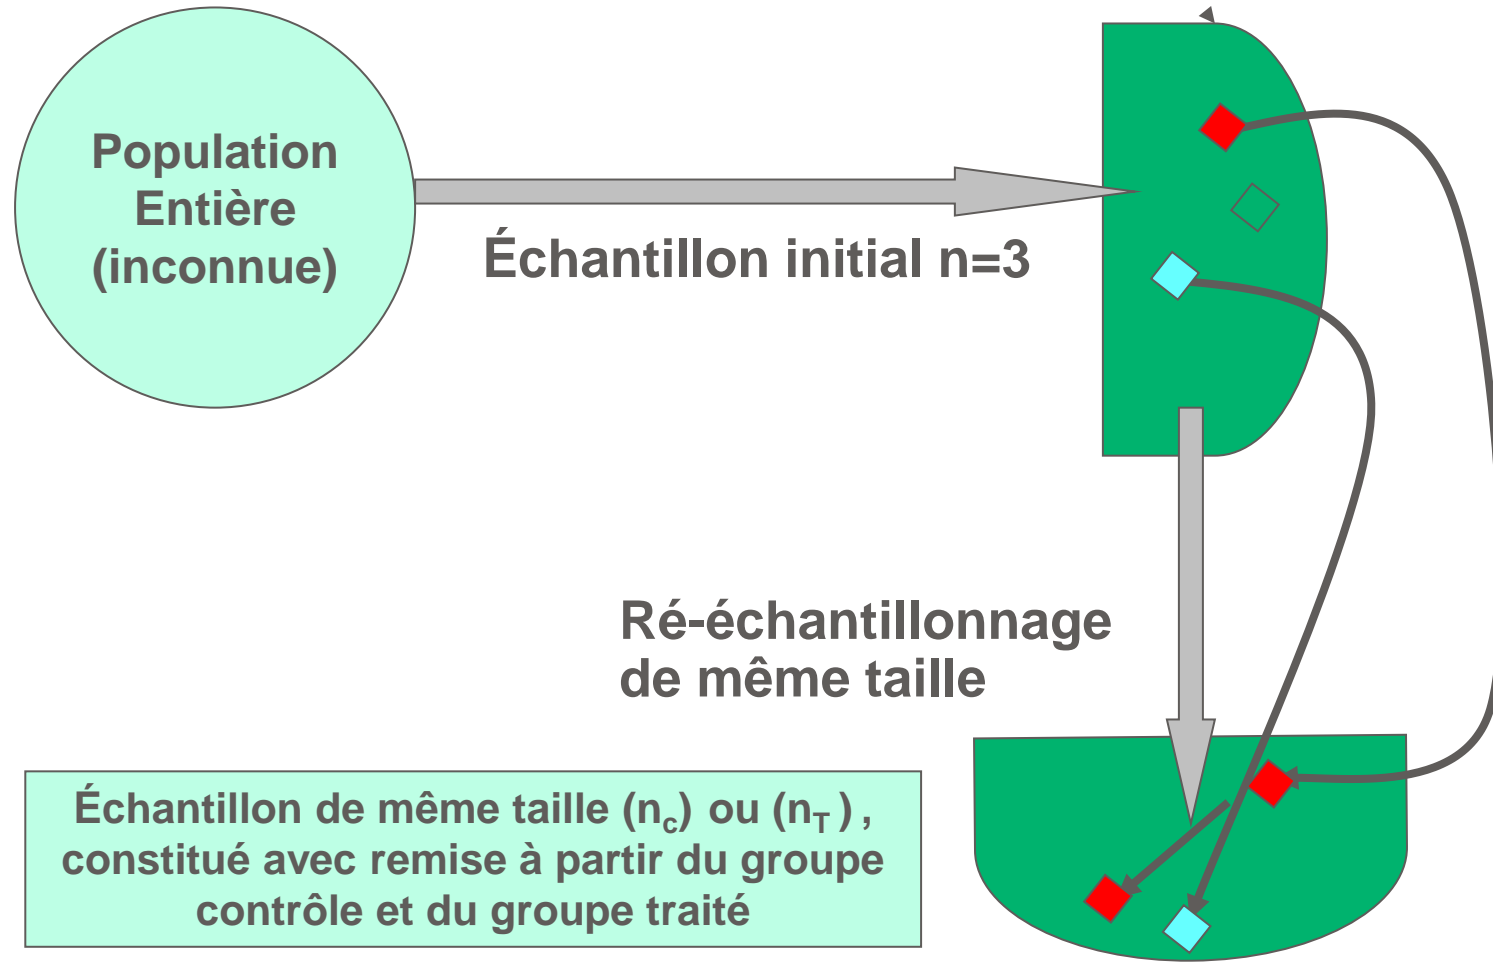 Population
Entière
(inconnue)
Échantillon initial n=3
Ré-échantillonnage
de même taille
Échantillon de même taille (nc) ou (nT) ,
constitué avec remise à partir du groupe
contrôle et du groupe traité